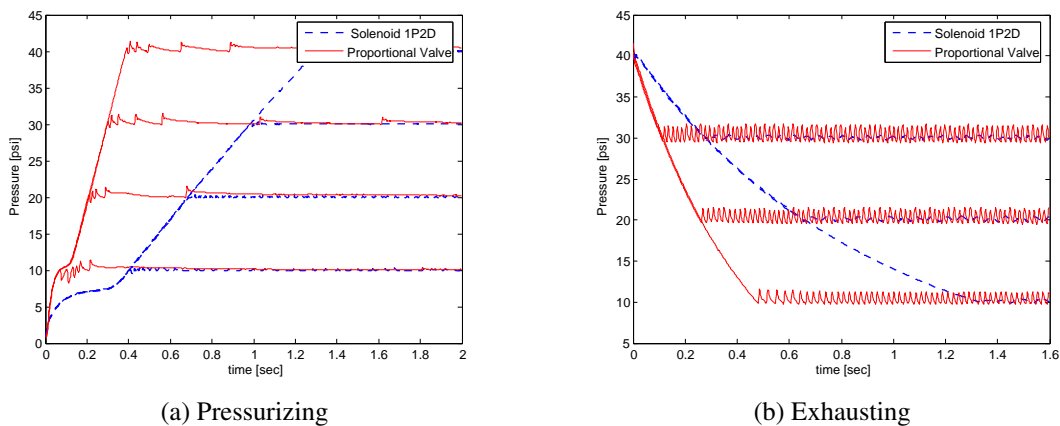 Solenoid 1P2D
Proportional Valve
Pressure [psi]
45
40
35
30
25
20
15
10
5
0
0 0.2 0.4 0.6 0.8 1 1.2 1.4 1.6 1.8 2
time [sec]
(a) Pressurizing
Solenoid 1P2D
Proportional Valve
Pressure [psi]
45
40
35
30
25
20
15
10
5
0 0.2 0.4 0.6 0.8 1 1.2 1.4 1.6
time [sec]
(b) Exhausting